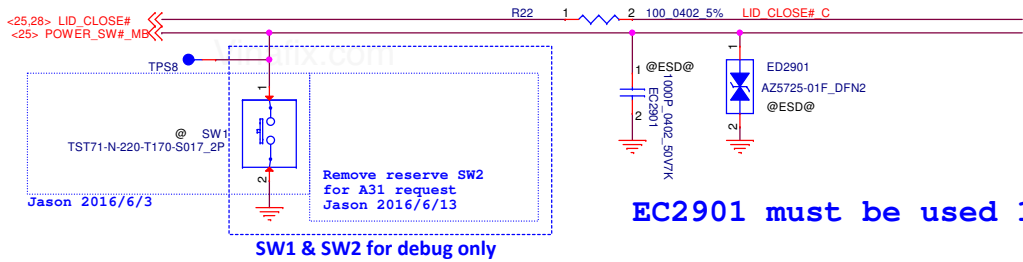 <25,28> LID_CLOSE#
R22 1 2 100_0402_5% LID_CLOSE#_C
<25> POWER_SW#_MB
TPS8
1
@ SW1
TST71-N-220-T170-S017_2P
2
Jason 2016/6/3
Remove reserve SW2
for A31 request
Jason 2016/6/13
SW1 & SW2 for debug only
1 @ESD@
EC2901
1000P_0402_50V7K
2
1
ED2901
AZ5725-01F_DFN2
@ESD@
2
EC2901 must be used